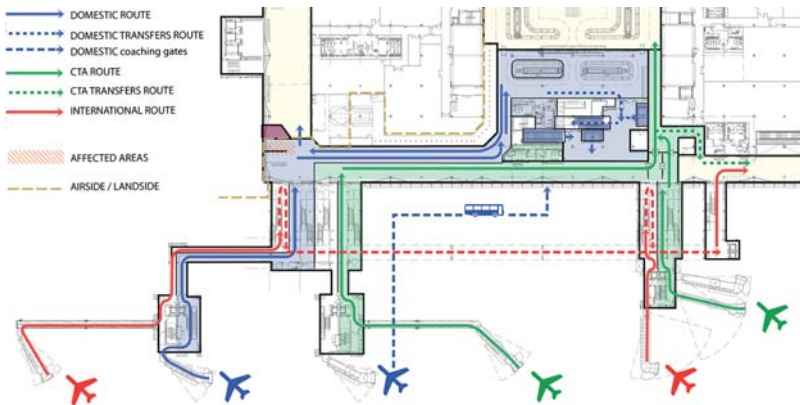 DOMESTIC ROUTE
DOMESTIC TRANSFERS ROUTE
DOMESTIC coaching gates
CTA ROUTE
CTA TRANSFERS ROUTE
INTERNATIONAL ROUTE
AFFECTED AREAS
AIRSIDE / LANDSIDE